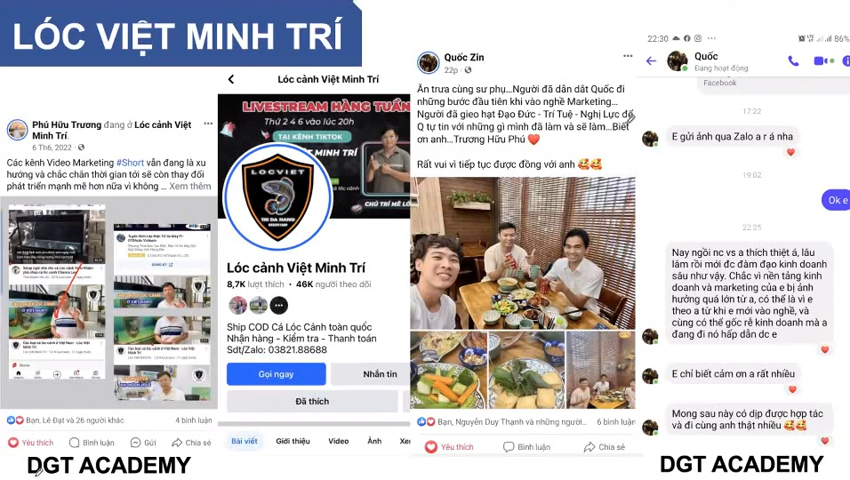 LÓC VIỆT MINH TRÍ
Phú Hữu Trương đang ở Lóc cảnh Việt
Minh Trí.
6 Th6, 2022
Các kênh Video Marketing #Short vẫn đang là xu
hướng và chắc chắn thời gian tới sẽ còn thay đổi
phát triển mạnh mẽ hơn nữa vì không ... Xem thêm
Bạn, Lê Đạt và 26 người khác
4 bình luận
Yêu thích
Bình luận
Gửi
Chia sẻ
DGT ACADEMY
Lóc cảnh Việt Minh Trí
LIVESTREAM HÀNG TUẦN
Thứ 2 4 6 vào lúc 20h
TẠI KÊNH TIKTOK
LOCVIET
TRI DA NANG
Lóc cảnh Việt Minh Trí
8,7K lượt thích • 46K người theo dõi
Ship COD Cá Lóc Cảnh toàn quốc
Nhận hàng - Kiểm tra - Thanh toán
Sdt/Zalo: 03821.88688
Gọi ngay
Nhắn tin
Đã thích
Bài viết
Giới thiệu
Video
Ảnh
Quốc Zin
22p
Ăn trưa cùng sư phụ...Người đã dẫn dắt Quốc đi
những bước đầu tiên khi vào nghề Marketing...
Người đã gieo hạt Đạo Đức - Trí Tuệ - Nghị Lực để
Q tự tin với những gì mình đã làm và sẽ làm...Biết
ơn anh...Trương Hữu Phú
Rất vui vì tiếp tục được đồng với anh
Bạn, Nguyễn Duy Thạnh và những người...
6 bình luận
Yêu thích
Bình luận
Chia sẻ
22:30
86%
Quốc
Đang hoạt động
Facebook
17:22
E gửi ảnh qua Zalo a r á nha
19:02
Ok e
22:25
Nay ngồi nc vs a thích thiệt á, lâu
lắm rồi mới đc đàm đạo kinh doanh
sâu như vậy. Chắc vì nền tảng kinh
doanh và marketing của e bị ảnh
hưởng quá lớn từ a, có thể là vì e
theo a từ khi e mới vào nghề, và
cùng có thể gốc rễ kinh doanh mà a
đang đi nó hấp dẫn dc e
E chỉ biết cảm ơn a rất nhiều
Mong sau này có dịp được hợp tác
và đi cùng anh thật nhiều
DGT ACADEMY